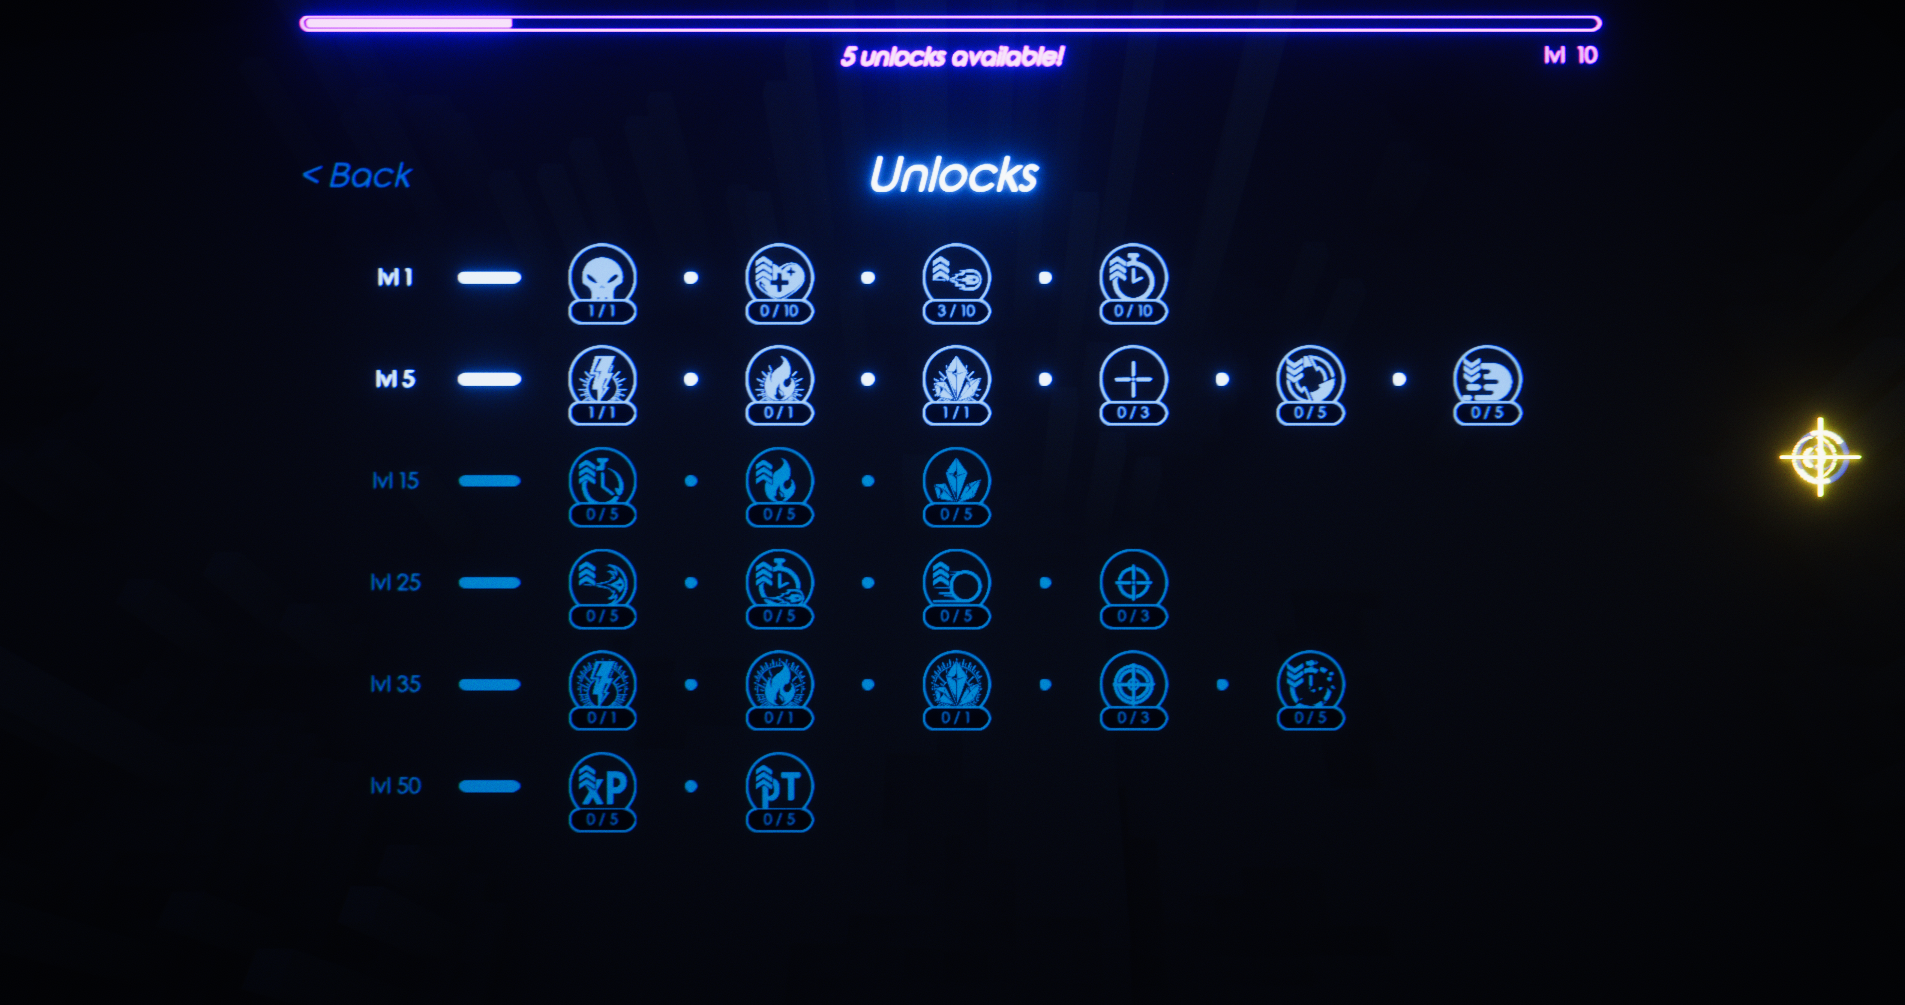 5 unlocks available!
lvl 10
< Back
Unlocks
lvl 1
1 / 1
0 / 10
3 / 10
0 / 10
lvl 5
1 / 1
0 / 1
1 / 1
0 / 3
0 / 5
0 / 5
lvl 15
0 / 5
0 / 5
0 / 5
lvl 25
0 / 5
0 / 5
0 / 5
0 / 3
lvl 35
0 / 1
0 / 1
0 / 1
0 / 3
0 / 5
lvl 50
xP
0 / 5
pT
0 / 5